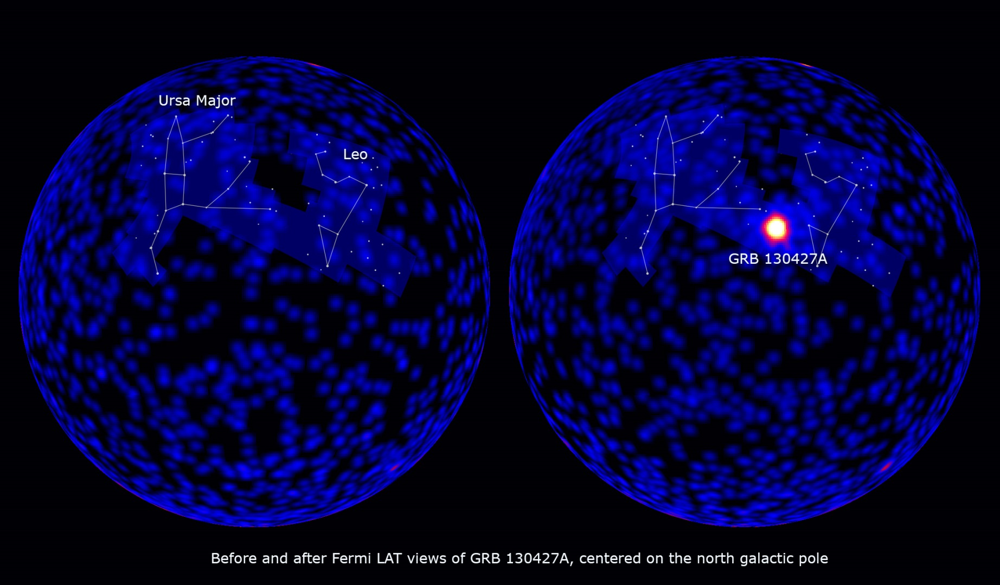 Ursa Major
Leo
GRB 130427A
Before and after Fermi LAT views of GRB 130427A, centered on the north galactic pole